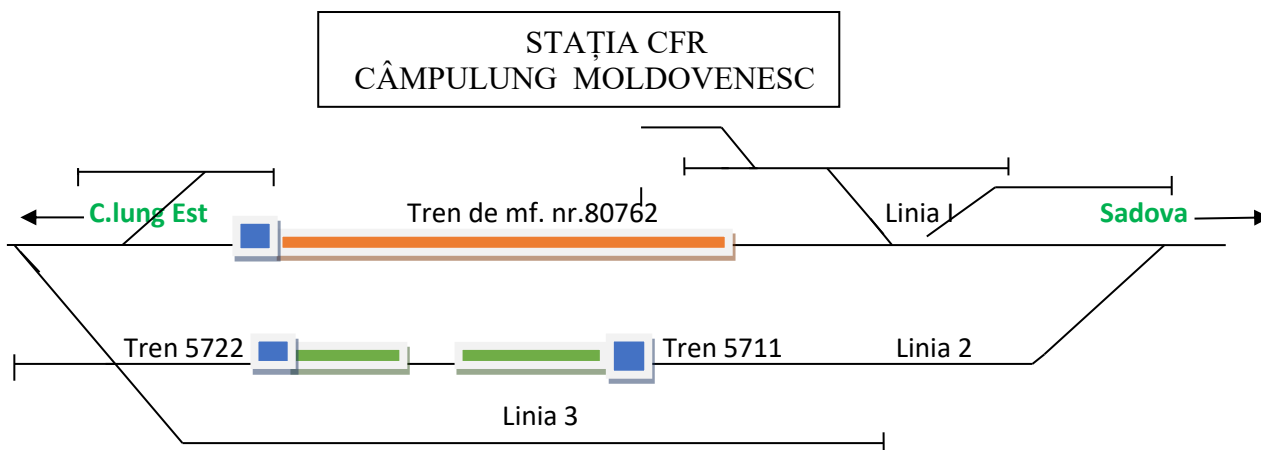 STAȚIA CFR
CÂMPULUNG MOLDOVENESC
C.lung Est
Tren de mf. nr.80762
Linia I
Sadova
Tren 5722
Tren 5711
Linia 2
Linia 3